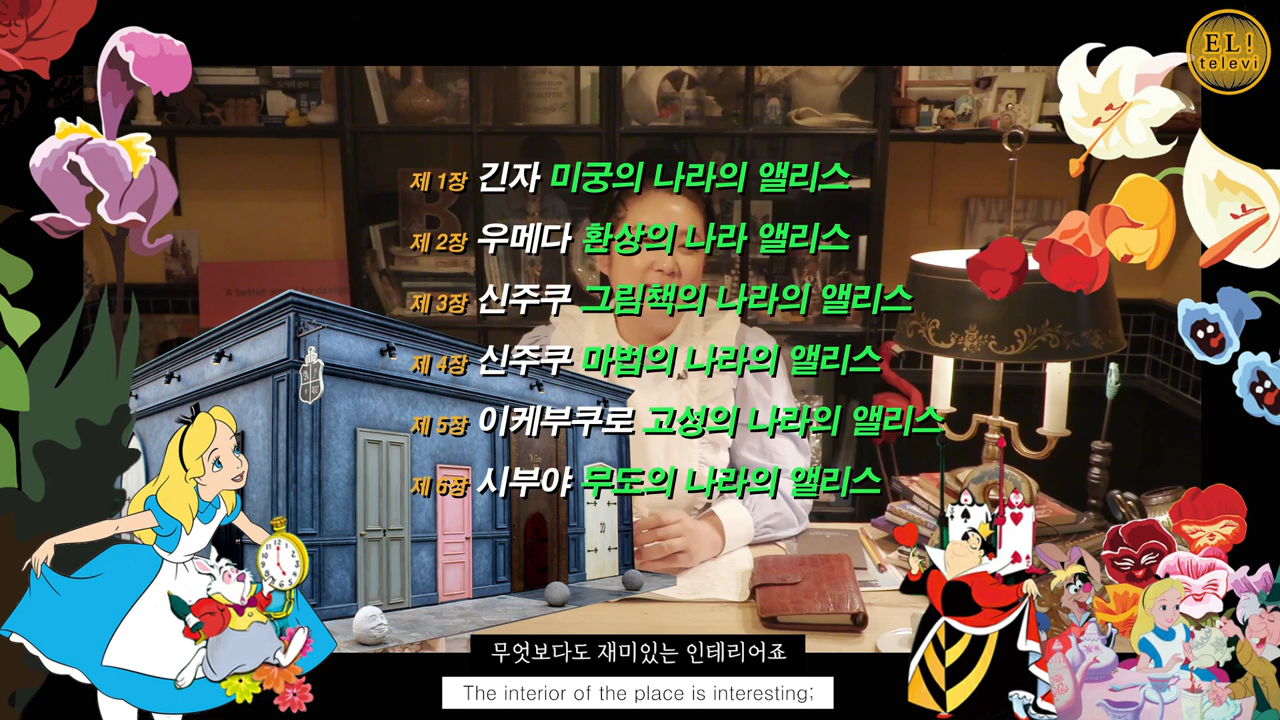 EL!
televi
제 1장 긴자 미궁의 나라의 앨리스
제 2장 우메다 환상의 나라 앨리스
제 3장 신주쿠 그림책의 나라의 앨리스
제 4장 신주쿠 마법의 나라의 앨리스
제 5장 이케부쿠로 고성의 나라의 앨리스
제 6장 시부야 무도의 나라의 앨리스
무엇보다도 재미있는 인테리어죠
The interior of the place is interesting;